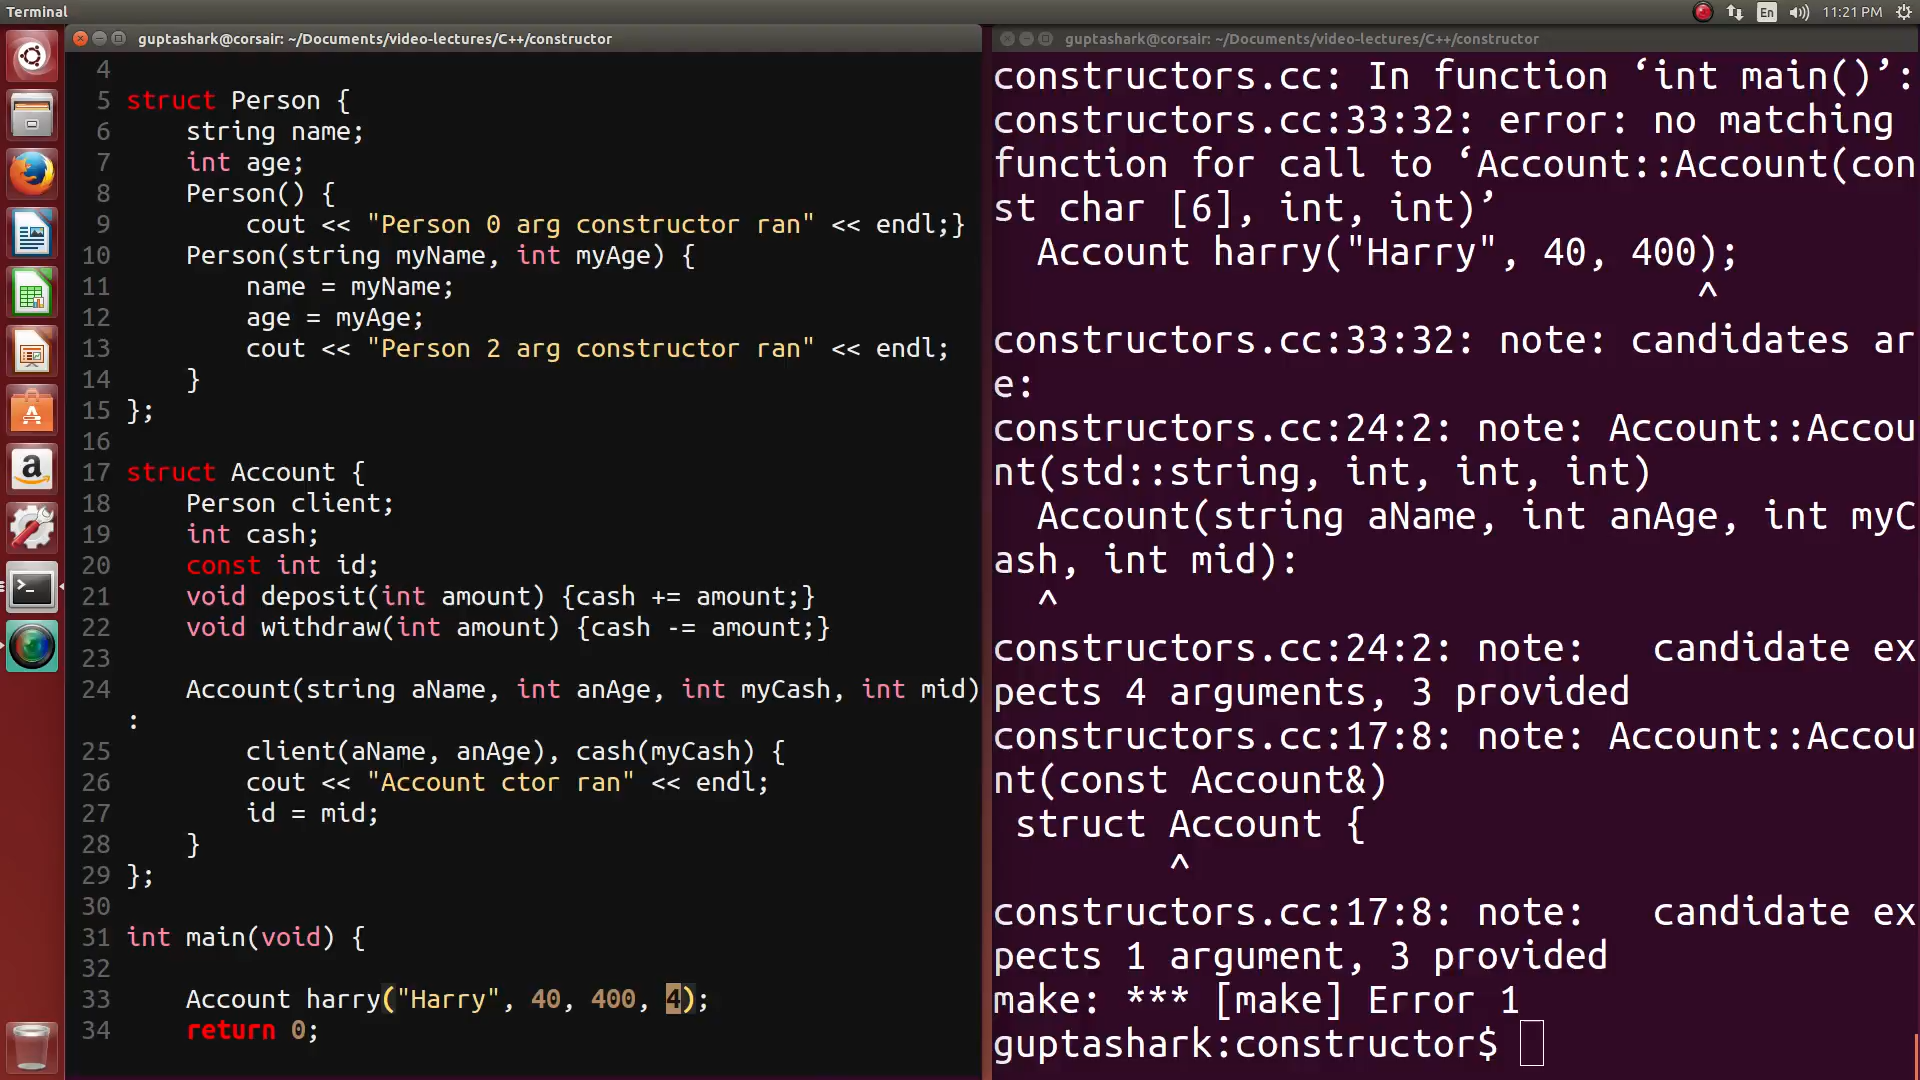 Terminal
En
11:21 PM
guptashark@corsair: ~/Documents/video-lectures/C++/constructor
4
5 struct Person {
6 string name;
7 int age;
8 Person() {
9 cout << "Person 0 arg constructor ran" << endl;}
10 Person(string myName, int myAge) {
11 name = myName;
12 age = myAge;
13 cout << "Person 2 arg constructor ran" << endl;
14 }
15 };
16
17 struct Account {
18 Person client;
19 int cash;
20 const int id;
21 void deposit(int amount) {cash += amount;}
22 void withdraw(int amount) {cash -= amount;}
23
24 Account(string aName, int anAge, int myCash, int mid)
:
25 client(aName, anAge), cash(myCash) {
26 cout << "Account ctor ran" << endl;
27 id = mid;
28 }
29 };
30
31 int main(void) {
32
33 Account harry("Harry", 40, 400, 4);
34 return 0;
guptashark@corsair: ~/Documents/video-lectures/C++/constructor
constructors.cc: In function ‘int main()’:
constructors.cc:33:32: error: no matching
function for call to ‘Account::Account(con
st char [6], int, int)’
Account harry("Harry", 40, 400);
^
constructors.cc:33:32: note: candidates ar
e:
constructors.cc:24:2: note: Account::Accou
nt(std::string, int, int, int)
Account(string aName, int anAge, int myC
ash, int mid):
^
constructors.cc:24:2: note:   candidate ex
pects 4 arguments, 3 provided
constructors.cc:17:8: note: Account::Accou
nt(const Account&)
struct Account {
^
constructors.cc:17:8: note:   candidate ex
pects 1 argument, 3 provided
make: *** [make] Error 1
guptashark:constructor$